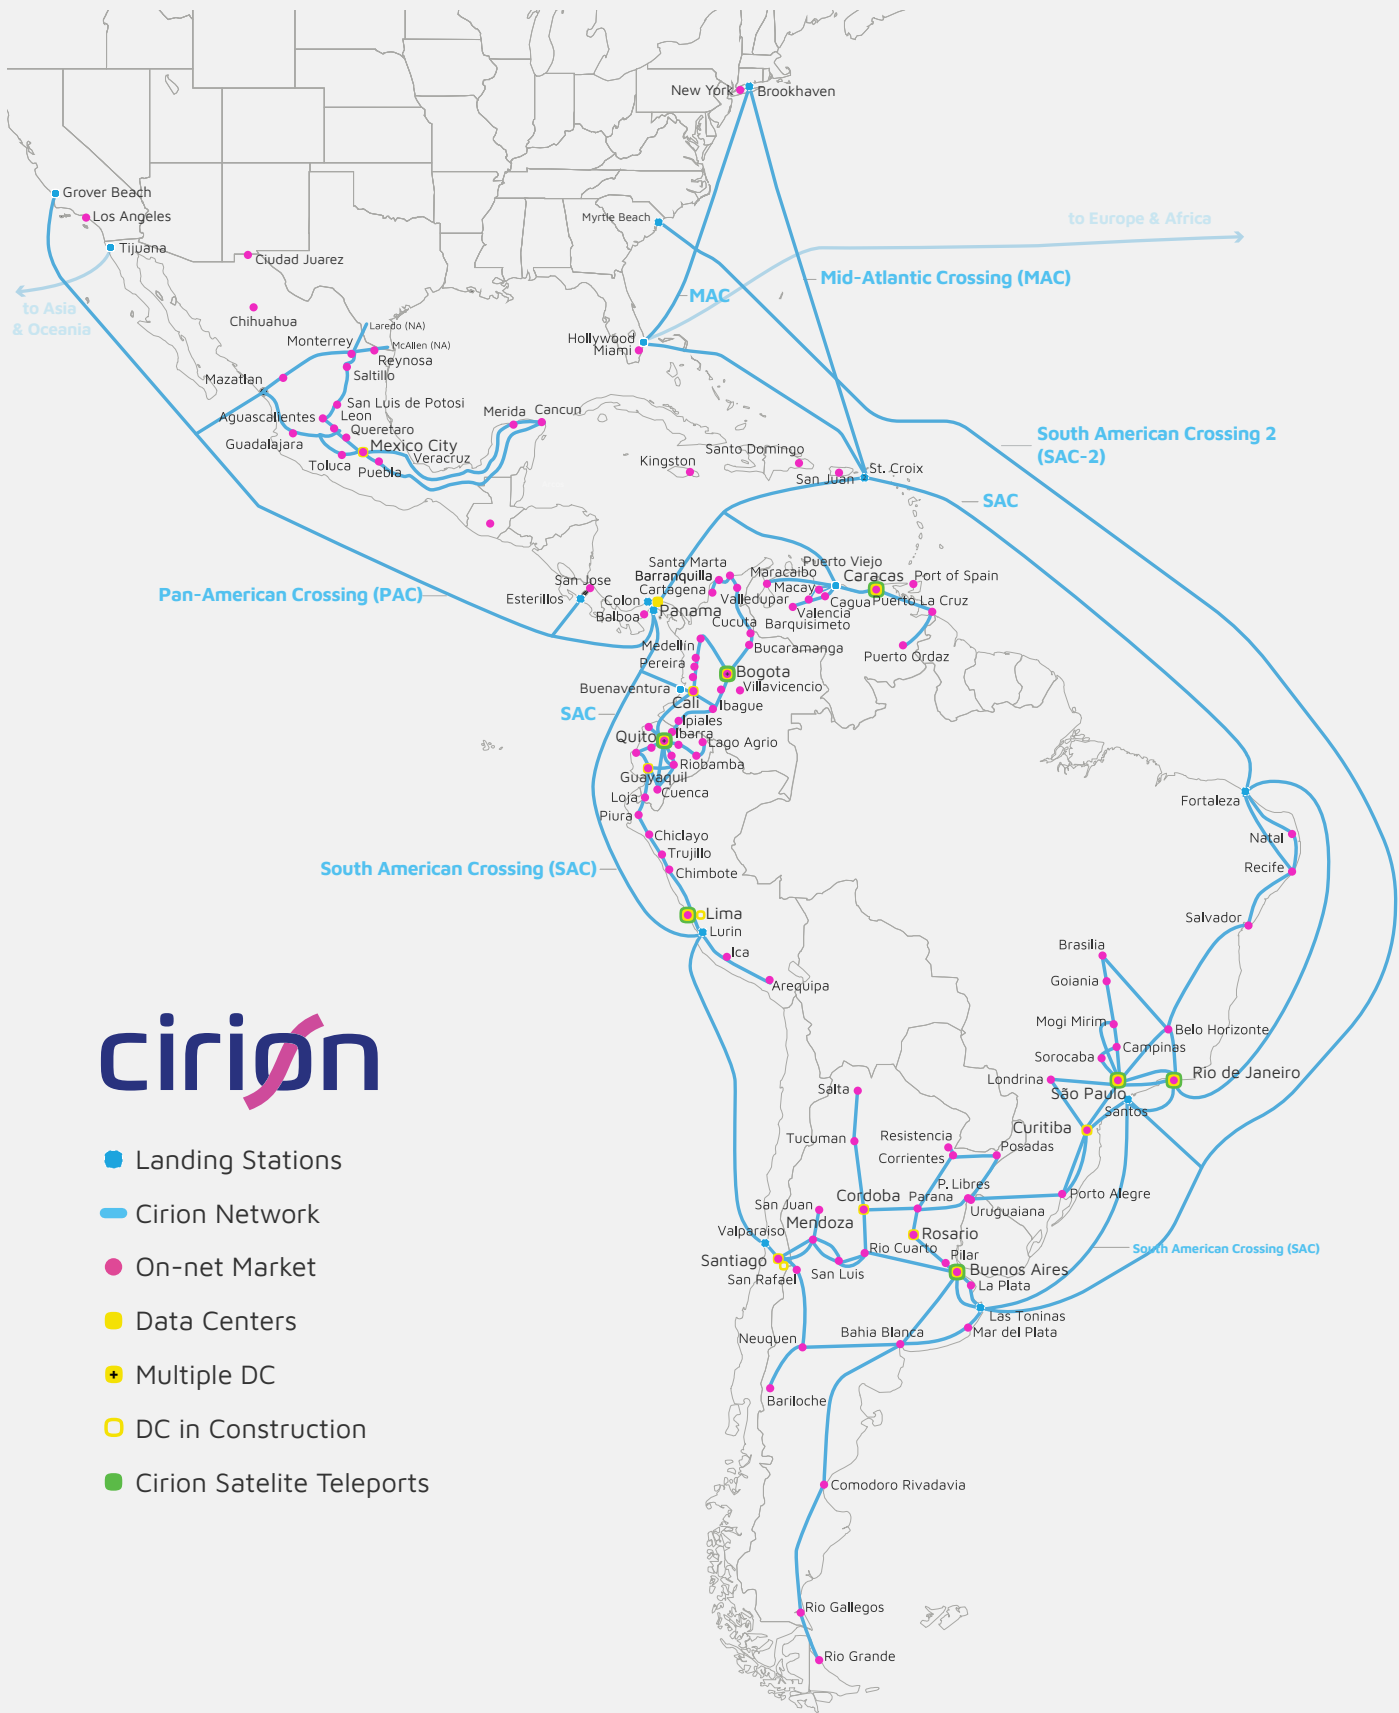 New York
Brookhaven
Grover Beach
Los Angeles
Myrtle Beach
to Europe & Africa
Tijuana
Ciudad Juarez
Mid-Atlantic Crossing (MAC)
MAC
to Asia
& Oceania
Chihuahua
Laredo (NA)
Monterrey
McAllen (NA)
Hollywood
Miami
Reynosa
Saltillo
Mazatlan
San Luis de Potosi
Aguascalientes
Leon
Merida
Cancun
Queretaro
Guadalajara
Mexico City
South American Crossing 2
(SAC-2)
Toluca
Veracruz
Puebla
Santo Domingo
Kingston
San Juan
St. Croix
SAC
Pan-American Crossing (PAC)
San Jose
Esterillos
Santa Marta
Barranquilla
Cartagena
Colon
Panama
Balboa
Puerto Viejo
Maracaibo
Caracas
Port of Spain
Macay
Valledupar
Cagua
Puerto La Cruz
Valencia
Cucuta
Barquisimeto
Medellín
Bucaramanga
Puerto Ordaz
Pereira
Bogota
Buenaventura
Villavicencio
Cali
Ibague
SAC
Ipiales
Quito
Ibarra
Lago Agrio
Riobamba
Guayaquil
Cuenca
Loja
Piura
Chiclayo
Trujillo
South American Crossing (SAC)
Chimbote
Lima
Lurin
Ica
Arequipa
Fortaleza
Natal
Recife
Salvador
Brasilia
Goiania
Mogi Mirim
Belo Horizonte
Campinas
Sorocaba
Londrina
Rio de Janeiro
São Paulo
Santos
Curitiba
Salta
Tucuman
Resistencia
Corrientes
Posadas
P. Libres
Cordoba
Parana
Porto Alegre
Uruguaiana
San Juan
Mendoza
Valparaiso
Rosario
Rio Cuarto
South American Crossing (SAC)
Santiago
Pilar
San Rafael
San Luis
Buenos Aires
La Plata
Las Toninas
Neuquen
Bahia Blanca
Mar del Plata
Bariloche
Comodoro Rivadavia
Rio Gallegos
Rio Grande
cirion
Landing Stations
Cirion Network
On-net Market
Data Centers
Multiple DC
DC in Construction
Cirion Satelite Teleports